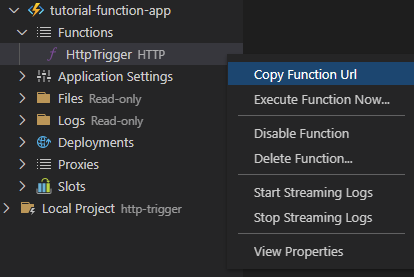 tutorial-function-app
Functions
HttpTrigger HTTP
Application Settings
Files Read-only
Logs Read-only
Deployments
Proxies
Slots
Local Project http-trigger
Copy Function Url
Execute Function Now...
Disable Function
Delete Function...
Start Streaming Logs
Stop Streaming Logs
View Properties